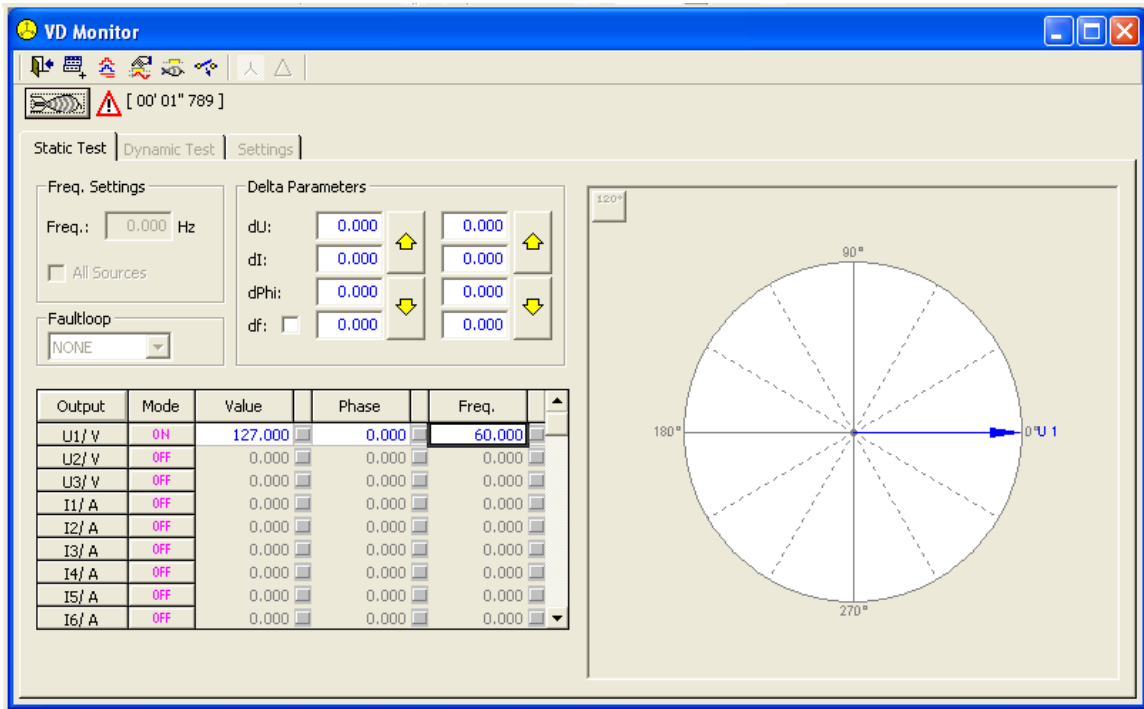 VD Monitor
[ 00' 01" 789 ]
Static Test Dynamic Test Settings
Freq. Settings
Freq.: 0.000 Hz
All Sources
Faultloop
NONE
Delta Parameters
dU: 0.000 0.000
dI: 0.000 0.000
dPhi: 0.000 0.000
df: 0.000 0.000
Output Mode Value Phase Freq.
U1/ V ON 127.000 0.000 60.000
U2/ V OFF 0.000 0.000 0.000
U3/ V OFF 0.000 0.000 0.000
I1/ A OFF 0.000 0.000 0.000
I2/ A OFF 0.000 0.000 0.000
I3/ A OFF 0.000 0.000 0.000
I4/ A OFF 0.000 0.000 0.000
I5/ A OFF 0.000 0.000 0.000
I6/ A OFF 0.000 0.000 0.000
120°
90°
180°
0° U 1
270°